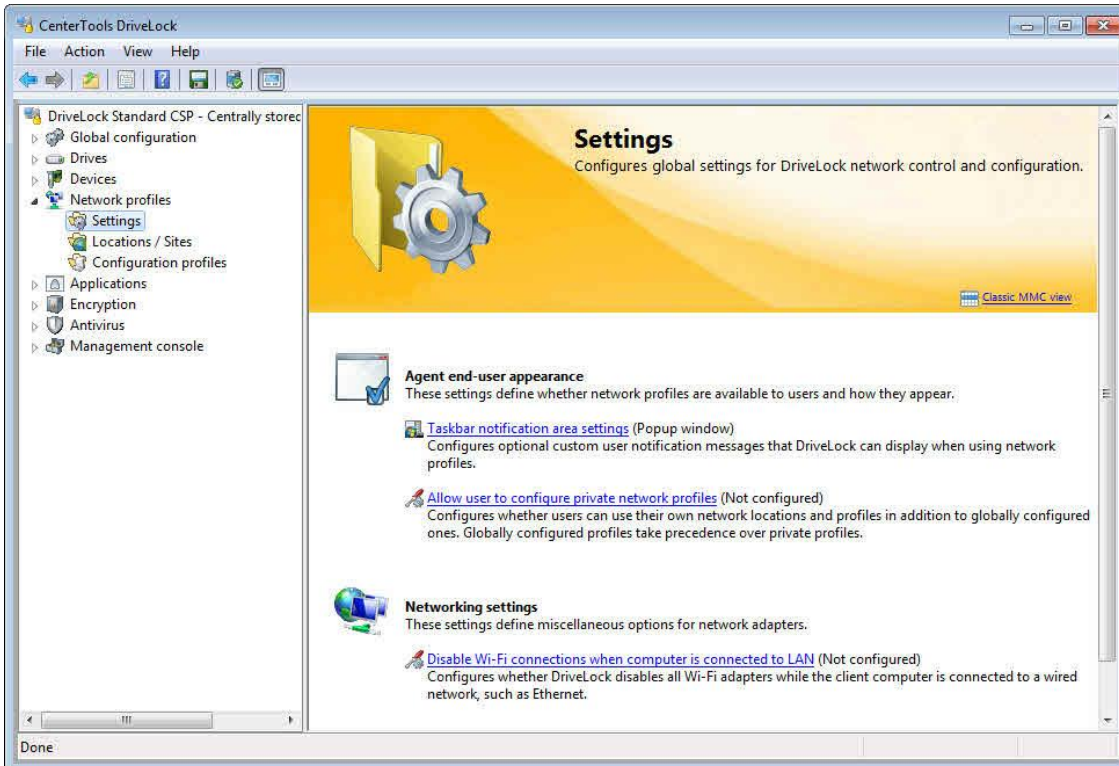 CenterTools DriveLock
File Action View Help
DriveLock Standard CSP - Centrally storec
Global configuration
Drives
Devices
Network profiles
Settings
Locations / Sites
Configuration profiles
Applications
Encryption
Antivirus
Management console
Settings
Configures global settings for DriveLock network control and configuration.
Classic MMC view
Agent end-user appearance
These settings define whether network profiles are available to users and how they appear.
Taskbar notification area settings (Popup window)
Configures optional custom user notification messages that DriveLock can display when using network
profiles.
Allow user to configure private network profiles (Not configured)
Configures whether users can use their own network locations and profiles in addition to globally configured
ones. Globally configured profiles take precedence over private profiles.
Networking settings
These settings define miscellaneous options for network adapters.
Disable Wi-Fi connections when computer is connected to LAN (Not configured)
Configures whether DriveLock disables all Wi-Fi adapters while the client computer is connected to a wired
network, such as Ethernet.
Done